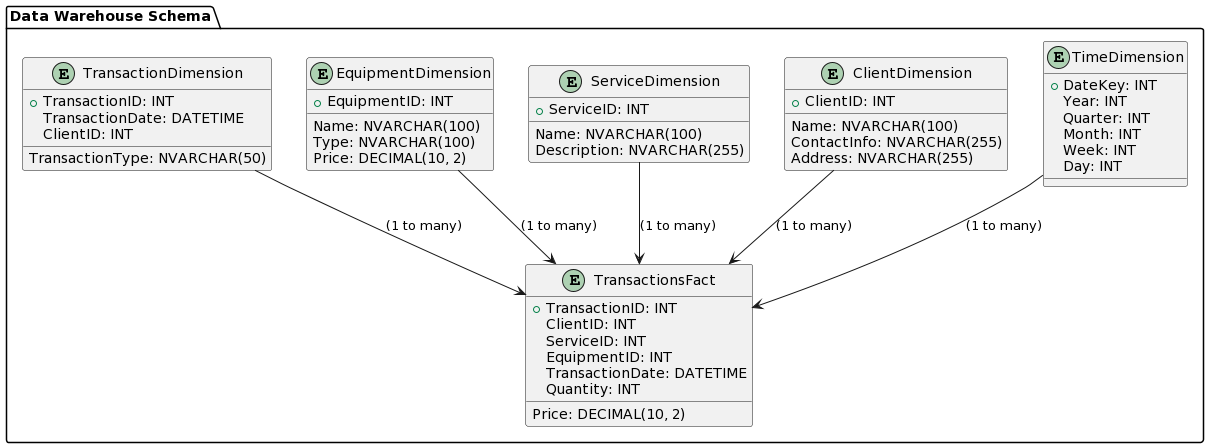 Data Warehouse Schema
E TransactionDimension
TransactionID: INT
TransactionDate: DATETIME
ClientID: INT
TransactionType: NVARCHAR(50)
E EquipmentDimension
EquipmentID: INT
Name: NVARCHAR(100)
Type: NVARCHAR(100)
Price: DECIMAL(10, 2)
E ServiceDimension
ServiceID: INT
Name: NVARCHAR(100)
Description: NVARCHAR(255)
E ClientDimension
ClientID: INT
Name: NVARCHAR(100)
ContactInfo: NVARCHAR(255)
Address: NVARCHAR(255)
E TimeDimension
DateKey: INT
Year: INT
Quarter: INT
Month: INT
Week: INT
Day: INT
(1 to many)
(1 to many)
(1 to many)
(1 to many)
(1 to many)
E TransactionsFact
TransactionID: INT
ClientID: INT
ServiceID: INT
EquipmentID: INT
TransactionDate: DATETIME
Quantity: INT
Price: DECIMAL(10, 2)